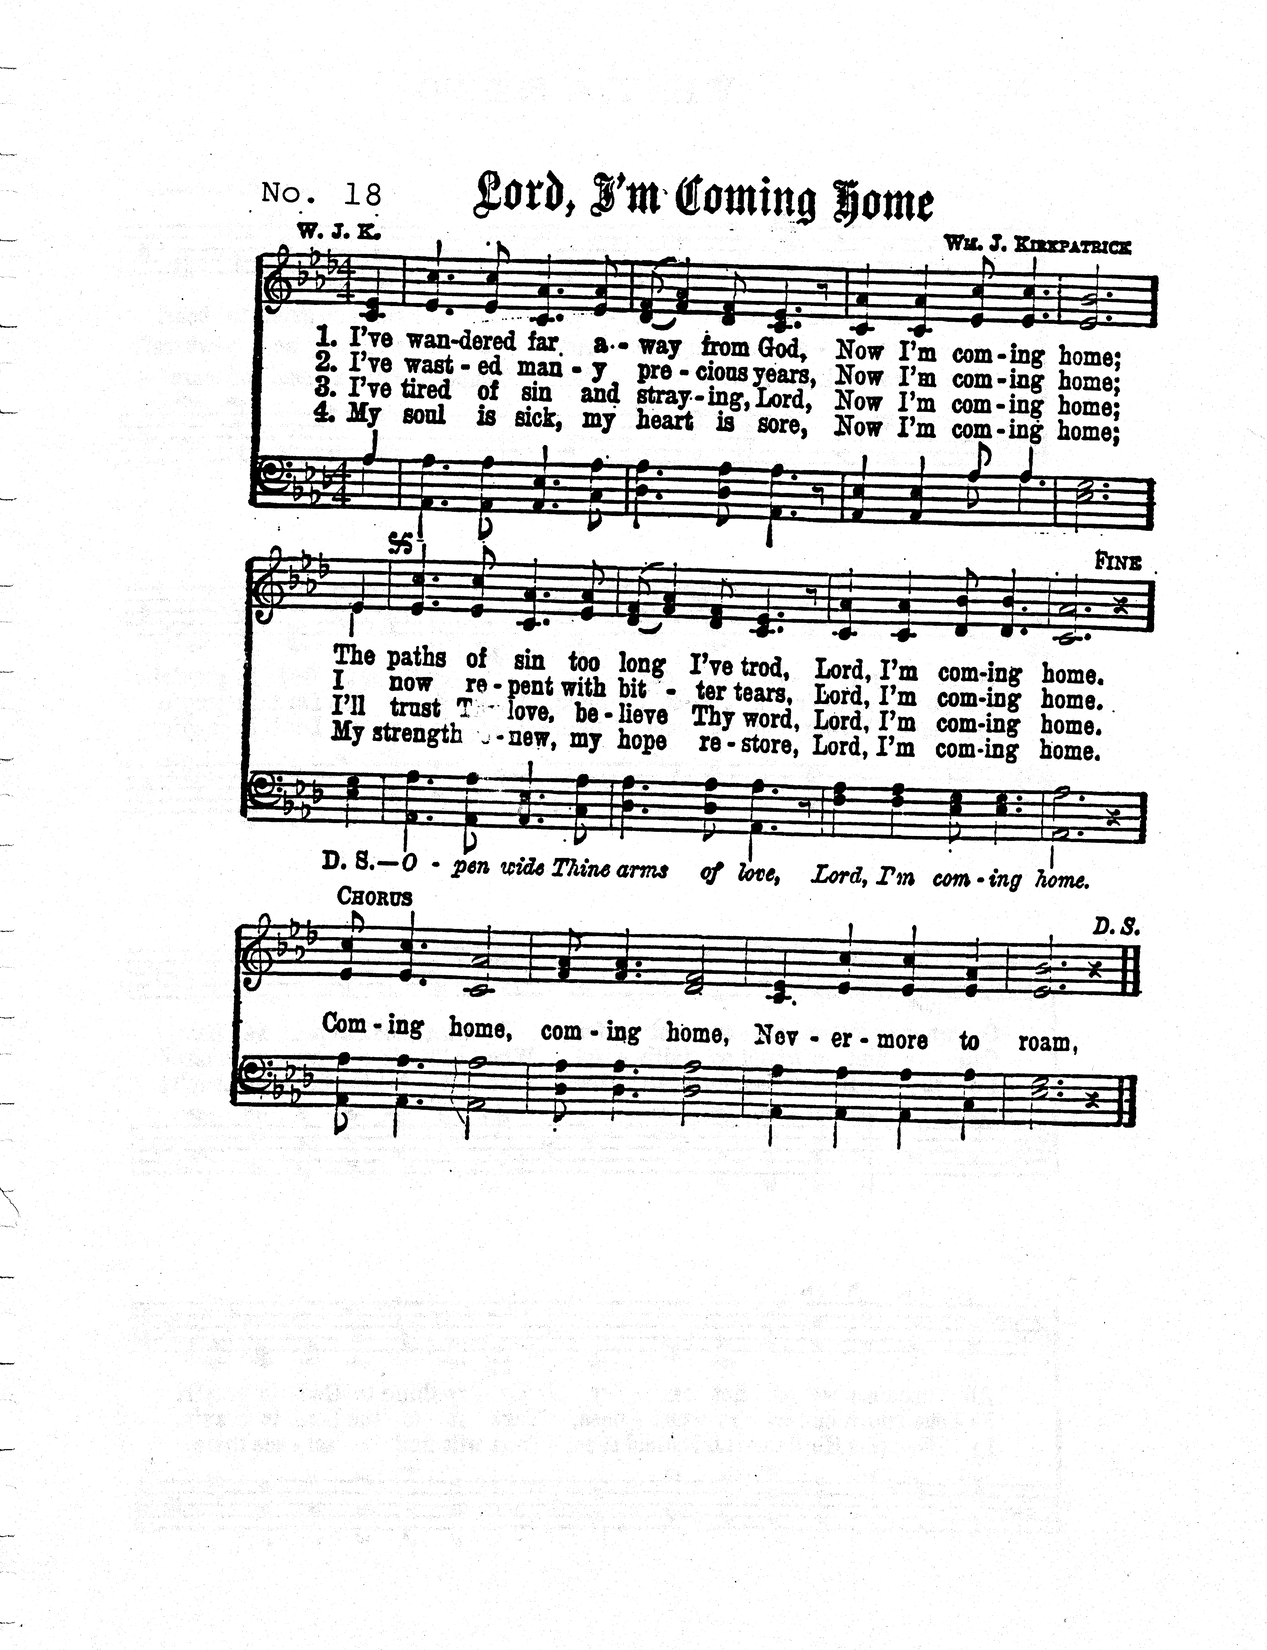 No. 18
Lord, I'm Coming Home
W. J. K.
WM. J. KIRKPATRICK
1. I've wan-dered far a-way from God, Now I'm com-ing home;
2. I've wast-ed man-y pre-cious years, Now I'm com-ing home;
3. I've tired of sin and stray-ing, Lord, Now I'm com-ing home;
4. My soul is sick, my heart is sore, Now I'm com-ing home;
FINE
The paths of sin too long I've trod, Lord, I'm com-ing home.
I now re-pent with bit-ter tears, Lord, I'm com-ing home.
I'll trust love, be-lieve Thy word, Lord, I'm com-ing home.
My strength -new, my hope re-store, Lord, I'm com-ing home.
D. S.—O-pen wide Thine arms of love, Lord, I'm com-ing home.
CHORUS
D. S.
Com-ing home, com-ing home, Nev-er-more to roam,